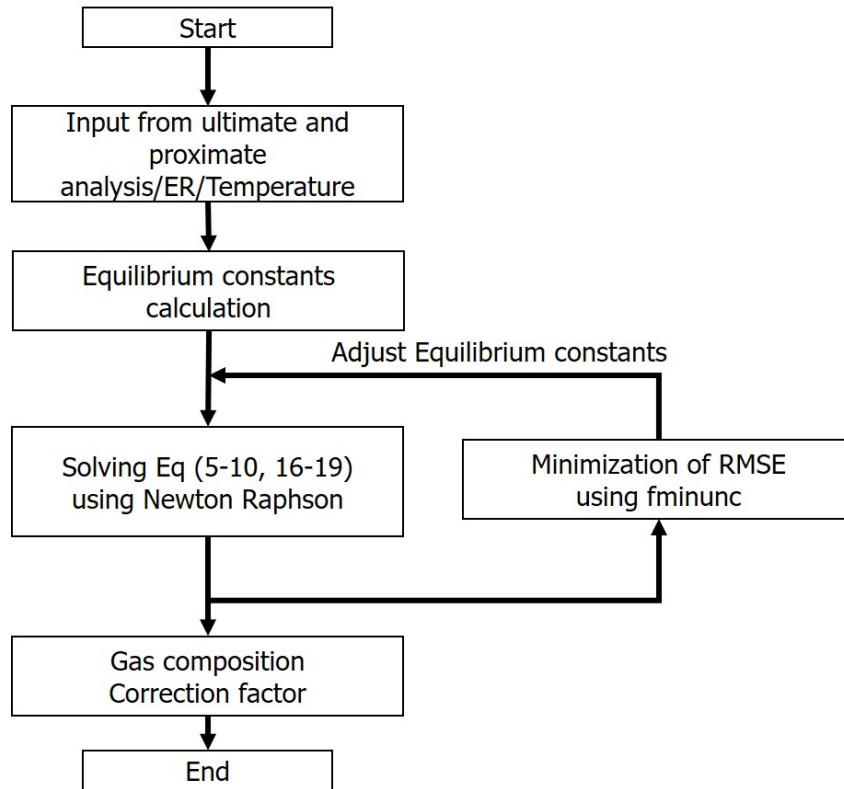 Start
Input from ultimate and
proximate
analysis/ER/Temperature
Equilibrium constants
calculation
Adjust Equilibrium constants
Solving Eq (5-10, 16-19)
using Newton Raphson
Minimization of RMSE
using fminunc
Gas composition
Correction factor
End